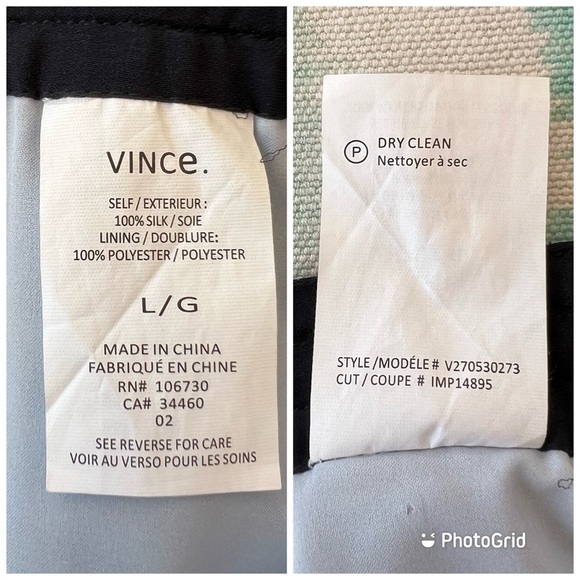 VINCe.
SELF / EXTERIEUR :
100% SILK / SOIE
LINING / DOUBLURE:
100% POLYESTER / POLYESTER
L / G
MADE IN CHINA
FABRIQUÉ EN CHINE
RN# 106730
CA# 34460
02
SEE REVERSE FOR CARE
VOIR AU VERSO POUR LES SOINS
P
DRY CLEAN
Nettoyer à sec
STYLE / MODÉLE # V270530273
CUT / COUPE # IMP14895
PhotoGrid